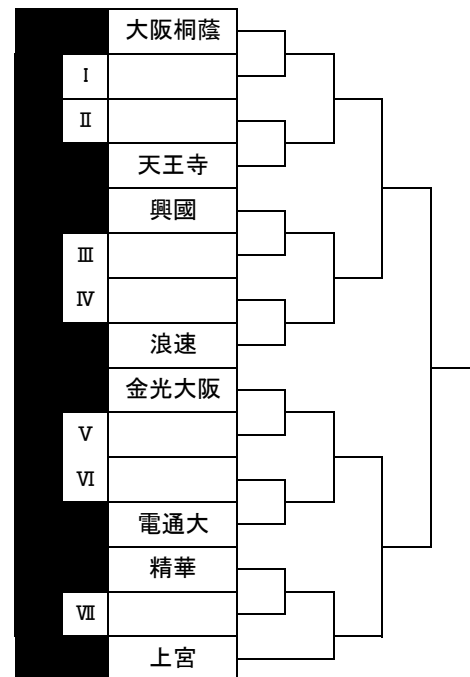 大阪桐蔭
Ⅰ
Ⅱ
天王寺
興國
Ⅲ
Ⅳ
浪速
金光大阪
Ⅴ
Ⅵ
電通大
精華
Ⅶ
上宮